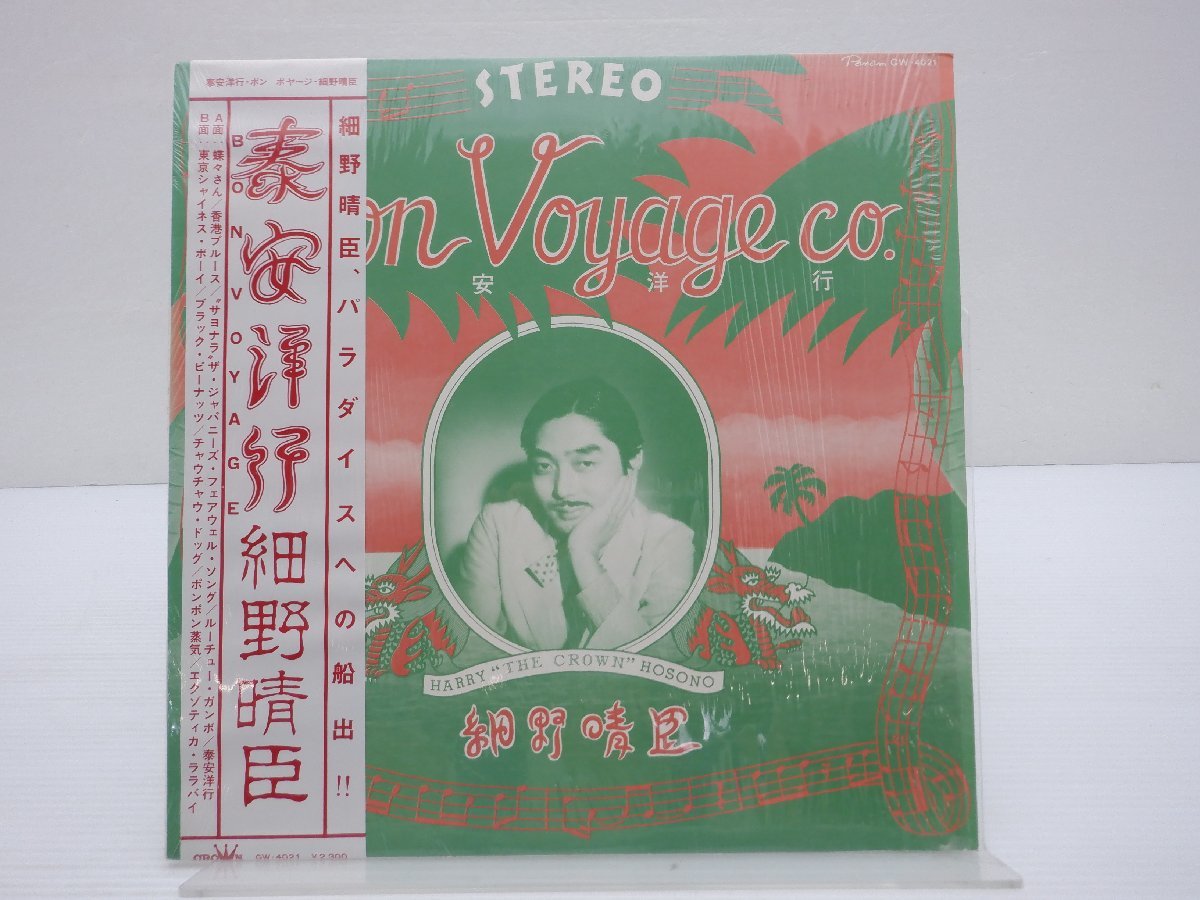 泰安洋行・ボン ボヤージ・細野晴臣
細野晴臣、パラダイスへの船出!!
泰安洋行
細野晴臣
BON VOYAGE
A面:蝶々さん/香港ブルース/“サヨナラ”ザ・ジャパニーズ・フェアウェル・ソング/ルーチュー・ガンボ/泰安洋行
B面:東京シャイネス・ボーイ/ブラック・ピーナッツ/チャウチャウ・ドッグ/ポンポン蒸気/エクゾティカ・ララバイ
CROWN GW-4021 ¥2,300
Panam GW-4021
STEREO
on Voyage co.
安洋行
HARRY "THE CROWN" HOSONO
細野晴臣